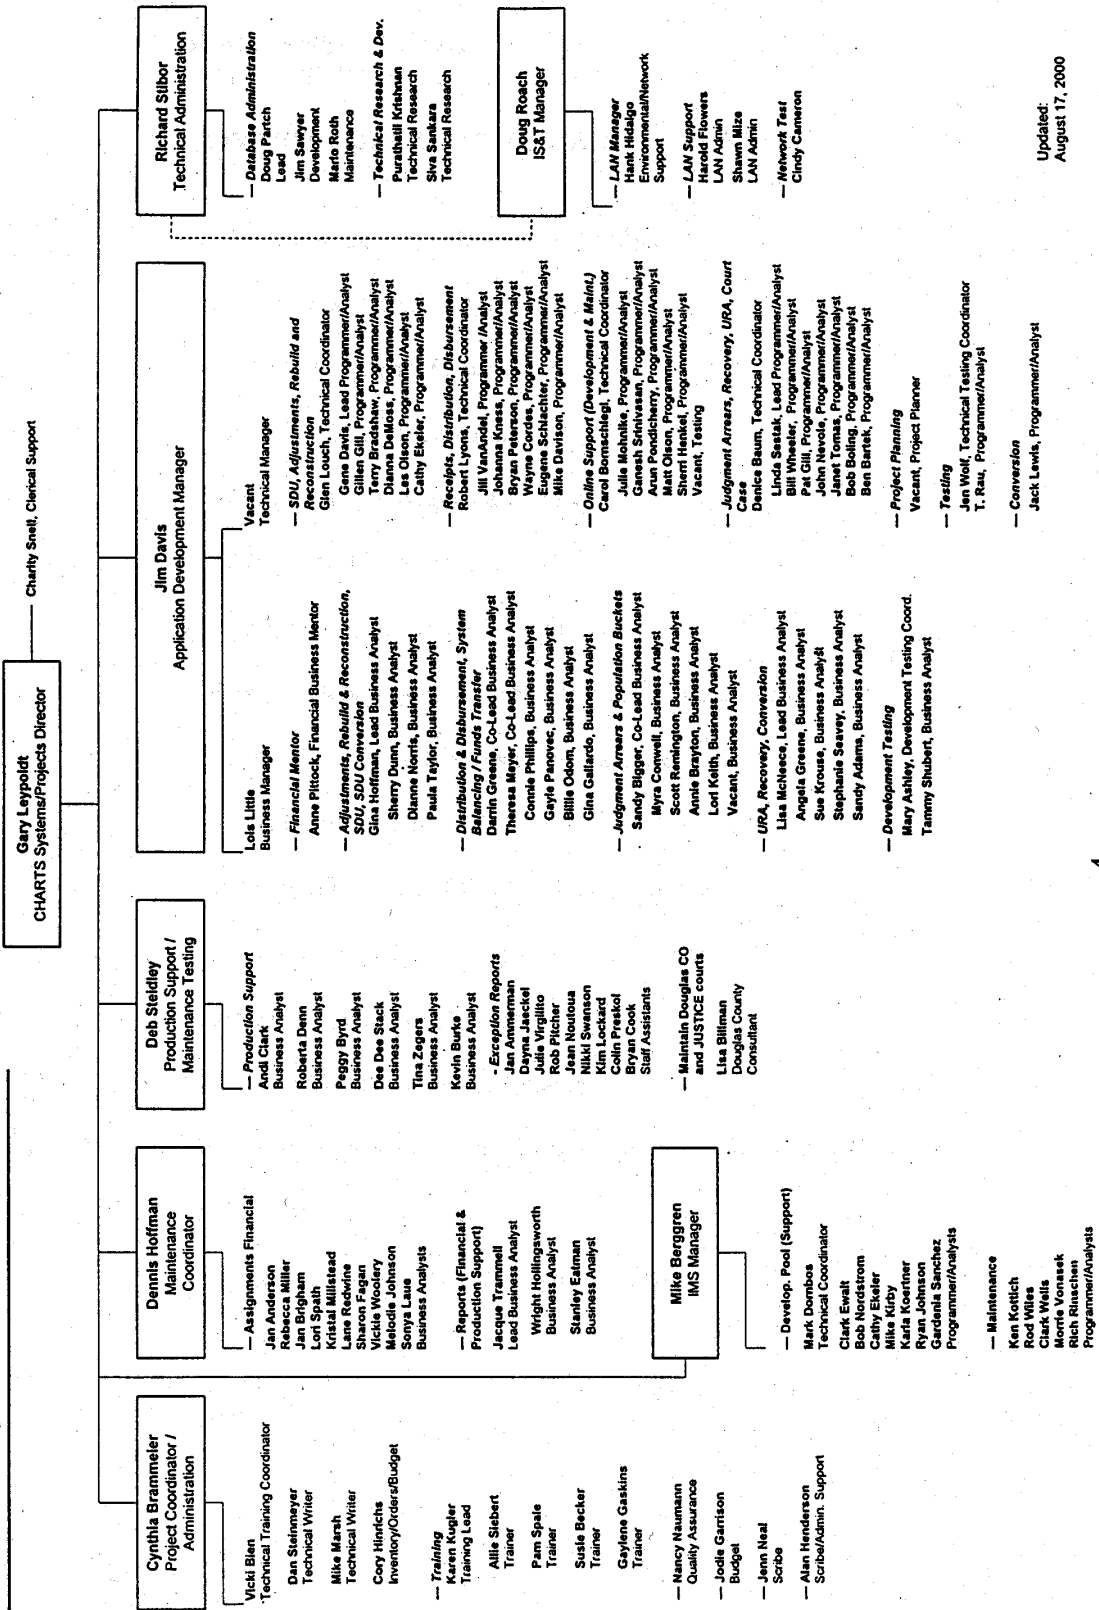 Gary Leypoldt
CHARTS Systems/Projects Director
Charity Snell, Clerical Support
Cynthia Brammeier
Project Coordinator /
Administration
Vicki Bien
Technical Training Coordinator
Dan Steinmeyer
Technical Writer
Mike Marsh
Technical Writer
Cory Hinrichs
Inventory/Orders/Budget
— Training
Karen Kugler
Training Lead
Allie Siebert
Trainer
Pam Spale
Trainer
Susie Becker
Trainer
Gaylene Gaskins
Trainer
— Nancy Naumann
Quality Assurance
— Jodie Garrison
Budget
— Jenn Neal
Scribe
— Alan Henderson
Scribe/Admin. Support
Dennis Hoffman
Maintenance
Coordinator
— Assignments Financial
Jan Anderson
Rebecca Miller
Jan Brigham
Lori Spath
Kristal Millstead
Lane Redwine
Sharon Fagan
Vickie Woolery
Melodie Johnson
Sonya Laue
Business Analysts
— Reports (Financial &
Production Support)
Jacque Trammell
Lead Business Analyst
Wright Hollingsworth
Business Analyst
Stanley Eatman
Business Analyst
Mike Berggren
IMS Manager
— Develop. Pool (Support)
Mark Dombos
Technical Coordinator
Clark Ewalt
Bob Nordstrom
Cathy Ekeler
Mike Kirby
Karla Koertner
Ryan Johnson
Gardenia Sanchez
Programmer/Analysts
— Maintenance
Ken Kottich
Rod Wiles
Clark Wells
Morrie Vonasek
Rich Rinschen
Programmer/Analysts
Deb Steidley
Production Support /
Maintenance Testing
— Production Support
Andi Clark
Business Analyst
Roberta Denn
Business Analyst
Peggy Byrd
Business Analyst
Dee Dee Stack
Business Analyst
Tina Zegers
Business Analyst
Kevin Burke
Business Analyst
- Exception Reports
Jan Ammerman
Dayna Jaeckel
Julie Virgilito
Rob Pitcher
Jean Noutoua
Nikki Swanson
Kim Lockard
Colin Preskol
Bryan Cook
Staff Assistants
— Maintain Douglas CO
and JUSTICE courts
Lisa Billman
Douglas County
Consultant
Jim Davis
Application Development Manager
Lois Little
Business Manager
— Financial Mentor
Anne Pittock, Financial Business Mentor
— Adjustments, Rebuild & Reconstruction,
SDU, SDU Conversion
Gina Hoffman, Lead Business Analyst
Sherry Dunn, Business Analyst
Dianne Norris, Business Analyst
Paula Taylor, Business Analyst
— Distribution & Disbursement, System
Balancing / Funds Transfer
Darrin Greene, Co-Lead Business Analyst
Theresa Meyer, Co-Lead Business Analyst
Connie Phillips, Business Analyst
Gayle Panovec, Business Analyst
Billie Odom, Business Analyst
Gina Gallardo, Business Analyst
— Judgment Arrears & Population Buckets
Sandy Bigger, Co-Lead Business Analyst
Myra Conwell, Business Analyst
Scott Remington, Business Analyst
Annie Brayton, Business Analyst
Lori Keith, Business Analyst
Vacant, Business Analyst
— URA, Recovery, Conversion
Lisa McNeece, Lead Business Analyst
Angela Greene, Business Analyst
Sue Krouse, Business Analyst
Stephanie Seavey, Business Analyst
Sandy Adams, Business Analyst
— Development Testing
Mary Ashley, Development Testing Coord.
Tammy Shubert, Business Analyst
Vacant
Technical Manager
— SDU, Adjustments, Rebuild and
Reconstruction
Glen Louch, Technical Coordinator
Gene Davis, Lead Programmer/Analyst
Gillen Gill, Programmer/Analyst
Terry Bradshaw, Programmer/Analyst
Dianna DeMoss, Programmer/Analyst
Les Olson, Programmer/Analyst
Cathy Ekeler, Programer/Analyst
— Receipts, Distribution, Disbursement
Robert Lyons, Technical Coordinator
Jill VanAndel, Programmer /Analyst
Johanna Kness, Programmer/Analyst
Bryan Peterson, Programmer/Analyst
Wayne Cordes, Programmer/Analyst
Eugene Schlachter, Programmer/Analyst
Mike Davison, Programmer/Analyst
— Online Support (Development & Maint.)
Carol Bornschlegl, Technical Coordinator
Julie Mohnike, Programmer/Analyst
Ganesh Srinivasan, Programmer/Analyst
Arun Pondicherry, Programmer/Analyst
Matt Olson, Programmer/Analyst
Sherri Henkel, Programmer/Analyst
Vacant, Testing
— Judgment Arrears, Recovery, URA, Court
Case
Denice Baum, Technical Coordinator
Linda Sestak, Lead Programmer/Analyst
Bill Wheeler, Programmer/Analyst
Pat Gill, Programmer/Analyst
John Nevole, Programmer/Analyst
Janet Tomas, Programmer/Analyst
Bob Boling, Programmer/Analyst
Ben Bartek, Programmer/Analyst
— Project Planning
Vacant, Project Planner
— Testing
Jen Wolf, Technical Testing Coordinator
T. Rau, Programmer/Analyst
— Conversion
Jack Lewis, Programmer/Analyst
Richard Stibor
Technical Administration
— Database Administration
Doug Partch
Lead
Jim Sawyer
Development
Mario Roth
Maintenance
— Technical Research & Dev.
Purathatil Krishnan
Technical Research
Siva Sankara
Technical Research
Doug Roach
IS&T Manager
— LAN Manager
Hank Hidalgo
Environmental/Network
Support
— LAN Support
Harold Flowers
LAN Admin
Shawn Mize
LAN Admin
— Network Test
Cindy Cameron
Updated:
August 17, 2000